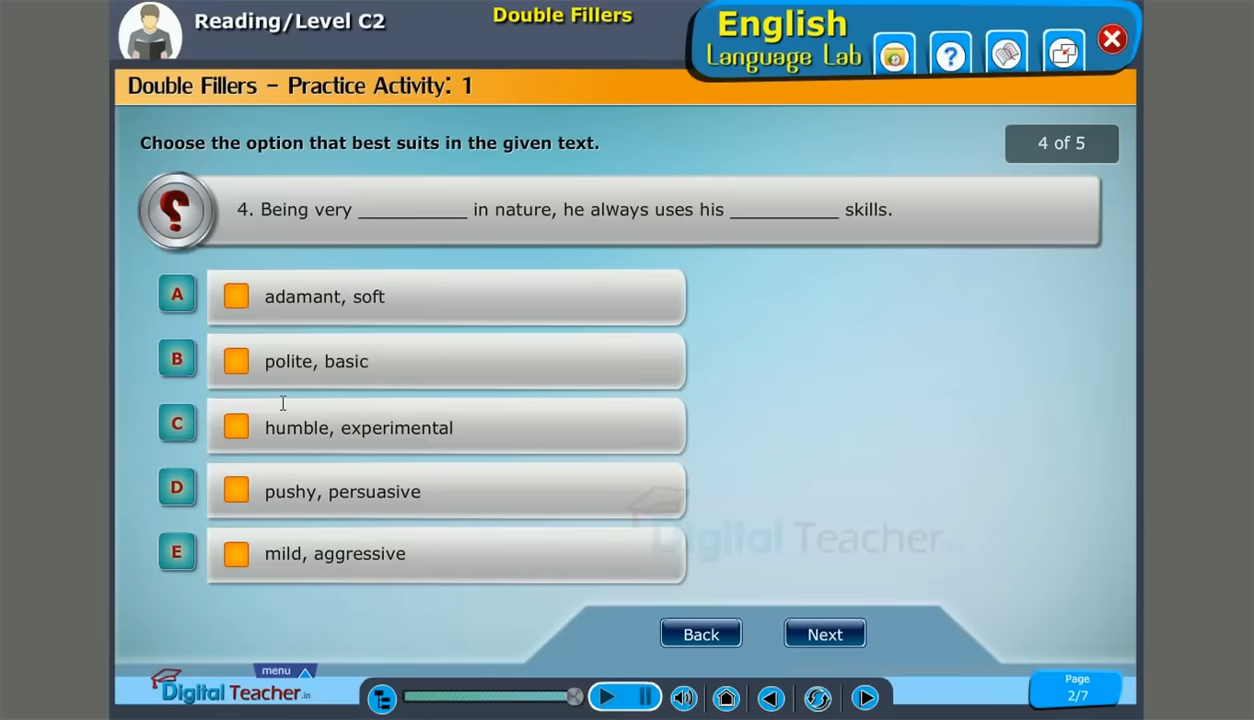 Reading/Level C2
Double Fillers
English
Language Lab
Double Fillers - Practice Activity: 1
Choose the option that best suits in the given text.
4 of 5
4. Being very __________ in nature, he always uses his __________ skills.
A adamant, soft
B polite, basic
C humble, experimental
D pushy, persuasive
E mild, aggressive
Digital Teacher.in
Back
Next
menu
Digital Teacher.in
Page
2/7